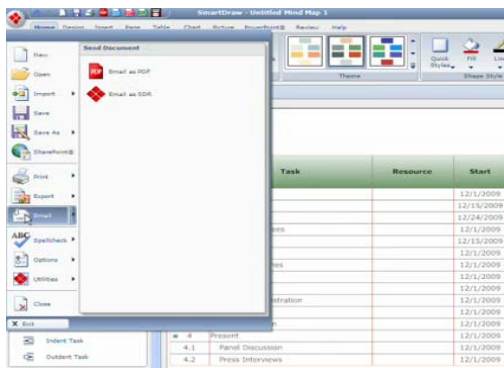 SmartDraw - Untitled Mind Map 1
Home Design Insert Page Table Chart Picture PowerPoint® Review Help
Send Document
New
Open
Import
Save
Save As
SharePoint®
Print
Export
Email
Spellcheck
Options
Utilities
Close
Exit
Email as PDF
Email as SDR
Theme
Quick Styles
Fill
Shape Style
Task Resource Start
12/1/2009
12/15/2009
12/24/2009
12/1/2009
12/15/2009
12/1/2009
12/1/2009
12/1/2009
12/1/2009
12/1/2009
12/1/2009
4 Present 12/1/2009
4.1 Panel Discussion 12/1/2009
4.2 Press Interviews 12/1/2009
Indent Task
Outdent Task